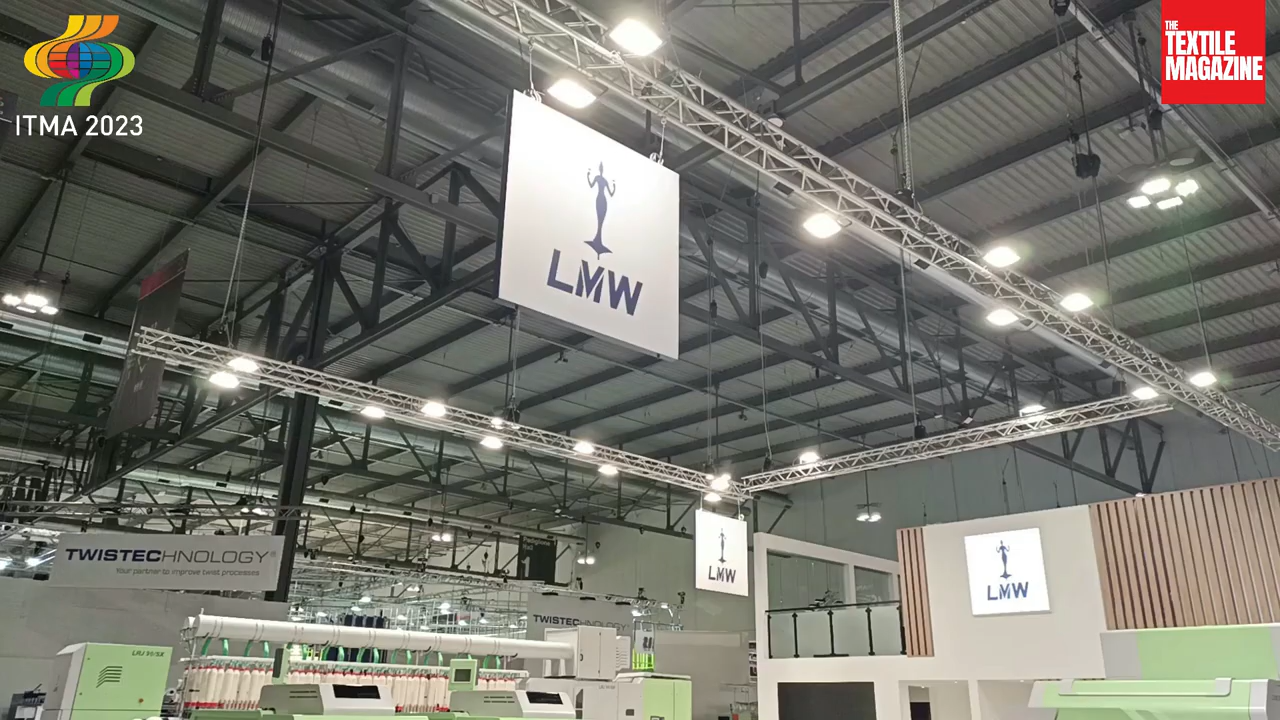 ITMA 2023
THE
TEXTILE
MAGAZINE
LMW
TWISTECHNOLOGY®
Your partner to improve twist processes
LMW
LMW
TWISTECHNOLOGY